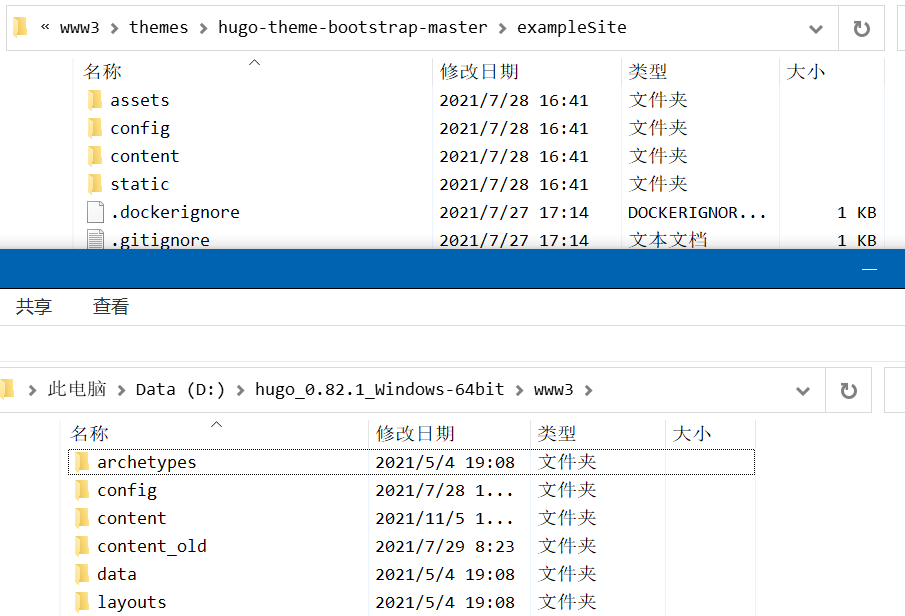 « www3 > themes > hugo-theme-bootstrap-master > exampleSite
名称 修改日期 类型 大小
assets 2021/7/28 16:41 文件夹
config 2021/7/28 16:41 文件夹
content 2021/7/28 16:41 文件夹
static 2021/7/28 16:41 文件夹
.dockerignore 2021/7/27 17:14 DOCKERIGNOR... 1 KB
.gitignore 2021/7/27 17:14 文本文档 1 KB
共享 查看
> 此电脑 > Data (D:) > hugo_0.82.1_Windows-64bit > www3 >
名称 修改日期 类型 大小
archetypes 2021/5/4 19:08 文件夹
config 2021/7/28 1... 文件夹
content 2021/11/5 1... 文件夹
content_old 2021/7/29 8:23 文件夹
data 2021/5/4 19:08 文件夹
layouts 2021/5/4 19:08 文件夹